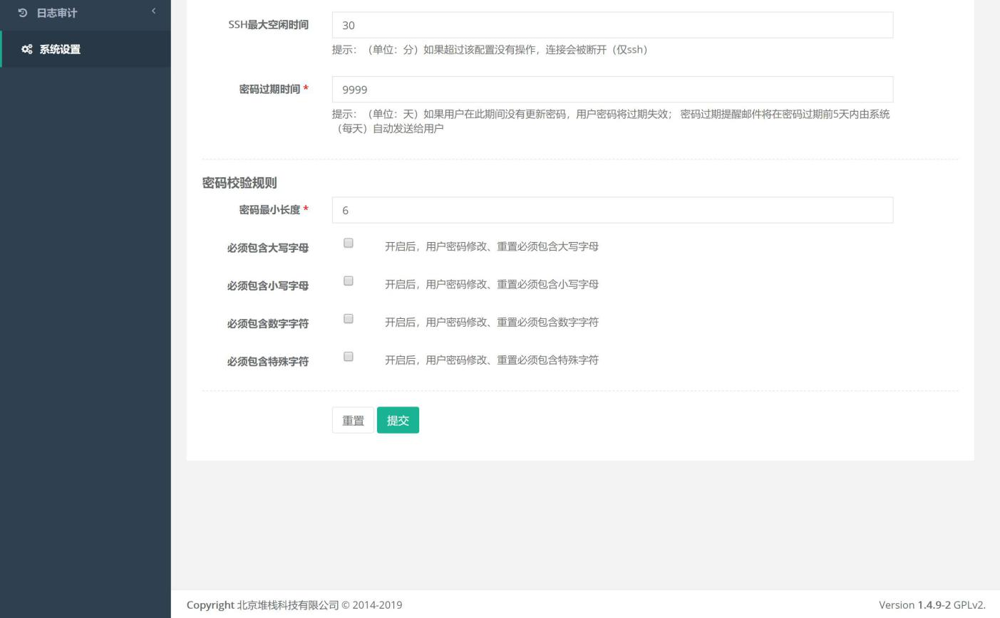 日志审计
系统设置
SSH最大空闲时间
30
提示：（单位：分）如果超过该配置没有操作，连接会被断开（仅ssh）
密码过期时间 *
9999
提示：（单位：天）如果用户在此期间没有更新密码，用户密码将过期失效； 密码过期提醒邮件将在密码过期前5天内由系统
（每天）自动发送给用户
密码校验规则
密码最小长度 *
6
必须包含大写字母 开启后，用户密码修改、重置必须包含大写字母
必须包含小写字母 开启后，用户密码修改、重置必须包含小写字母
必须包含数字字符 开启后，用户密码修改、重置必须包含数字字符
必须包含特殊字符 开启后，用户密码修改、重置必须包含特殊字符
重置 提交
Copyright 北京堆栈科技有限公司 © 2014-2019 Version 1.4.9-2 GPLv2.